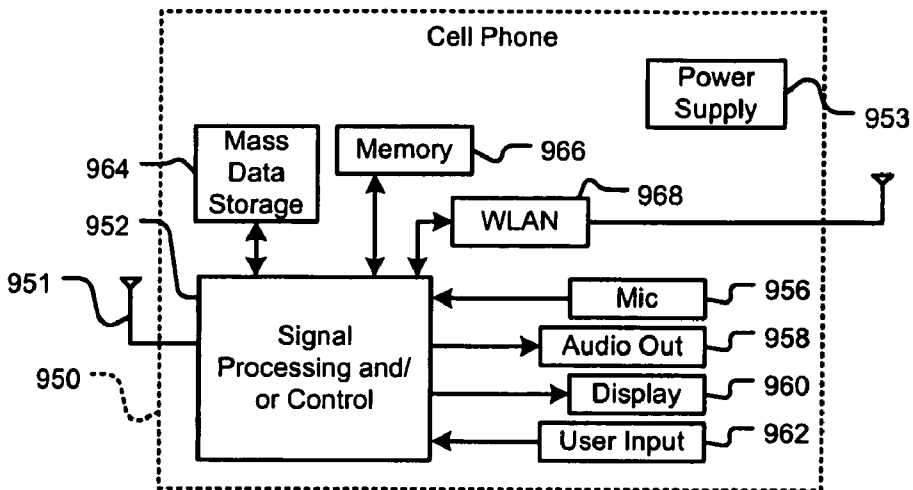 Cell Phone
Power
Supply
953
Mass
Data
Storage
964
Memory
966
968
WLAN
952
951
Signal
Processing and/
or Control
Mic
956
Audio Out
958
950
Display
960
User Input
962